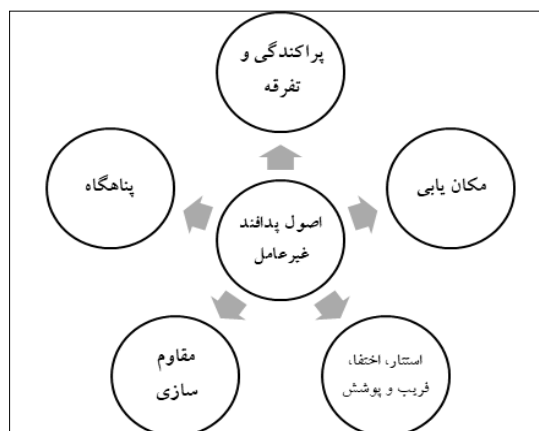 پراکندگی و
تفرقه
مکان یابی
پناهگاه
اصول پدافند
غیرعامل
استتار، اختفا،
فریب و پوشش
مقاوم
سازی